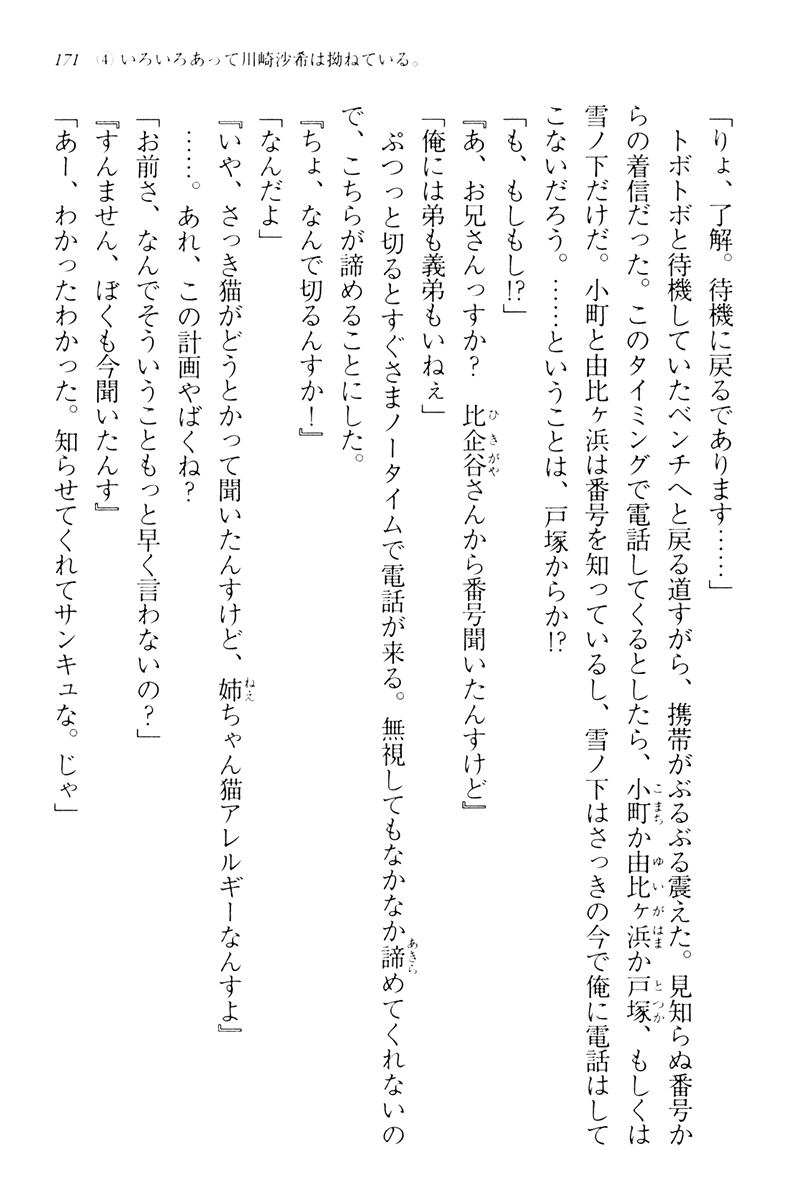 171　④ いろいろあって川崎沙希は拗ねている。
「りょ、了解。待機に戻るであります……」
　トボトボと待機していたベンチへと戻る道すがら、携帯がぶるぶる震えた。見知らぬ番号か
らの着信だった。このタイミングで電話してくるとしたら、小町か由比ヶ浜か戸塚、もしくは
雪ノ下だけだ。小町と由比ヶ浜は番号を知っているし、雪ノ下はさっきの今で俺に電話はして
こないだろう。……ということは、戸塚からか!?
「も、もしもし!?」
『あ、お兄さんっすか？　比企谷さんから番号聞いたんすけど』
「俺には弟も義弟もいねぇ」
　ぷつっと切るとすぐさまノータイムで電話が来る。無視してもなかなか諦めてくれないの
で、こちらが諦めることにした。
『ちょ、なんで切るんすか！』
「なんだよ」
『いや、さっき猫がどうとかって聞いたんすけど、姉ちゃん猫アレルギーなんすよ』
　……。あれ、この計画やばくね？
「お前さ、なんでそういうこともっと早く言わないの？」
『すんません、ぼくも今聞いたんす』
「あー、わかったわかった。知らせてくれてサンキュな。じゃ」